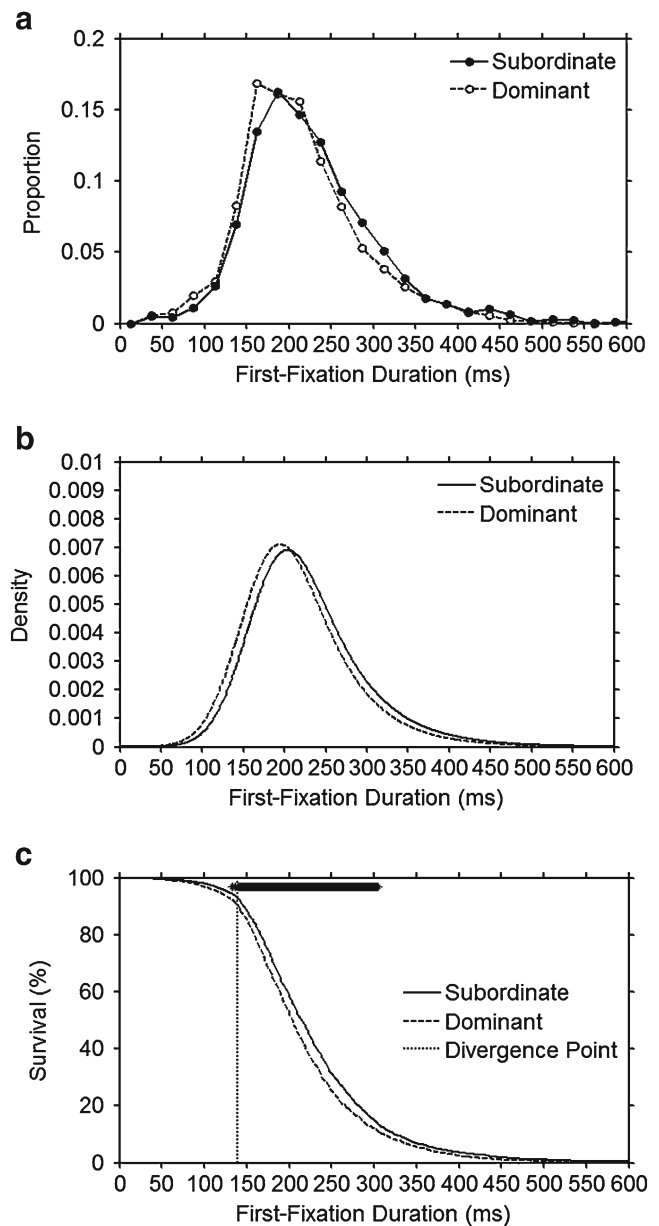 a
0.2
0.15
0.1
0.05
0
Proportion
Subordinate
Dominant
0 50 100 150 200 250 300 350 400 450 500 550 600
First-Fixation Duration (ms)
b
0.01
0.009
0.008
0.007
0.006
0.005
0.004
0.003
0.002
0.001
0
Density
Subordinate
Dominant
0 50 100 150 200 250 300 350 400 450 500 550 600
First-Fixation Duration (ms)
c
100
80
60
40
20
0
Survival (%)
Subordinate
Dominant
Divergence Point
0 50 100 150 200 250 300 350 400 450 500 550 600
First-Fixation Duration (ms)